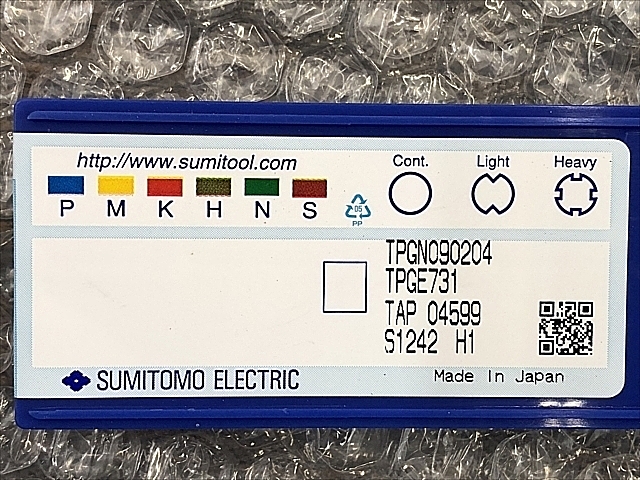 http://www.sumitool.com
P M K H N S
05
PP
Cont. Light Heavy
TPGN090204
TPGE731
TAP 04599
S1242 H1
SUMITOMO ELECTRIC
Made In Japan